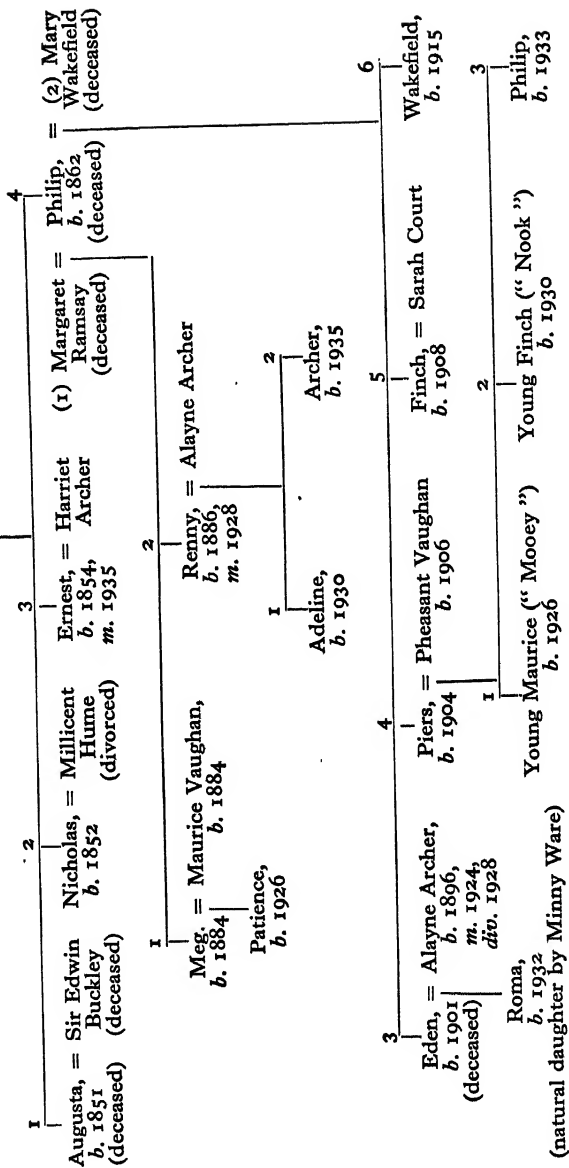 1
Augusta, = Sir Edwin
b. 1851 Buckley
(deceased) (deceased)
2
Nicholas, = Millicent
b. 1852 Hume
(divorced)
3
Ernest, = Harriet
b. 1854, Archer
m. 1935
4
(1) Margaret = Philip, = (2) Mary
Ramsay b. 1862 Wakefield
(deceased) (deceased) (deceased)
1
Meg. = Maurice Vaughan,
b. 1884 b. 1884
Patience,
b. 1926
2
Renny, = Alayne Archer
b. 1886,
m. 1928
1
Adeline,
b. 1930
2
Archer,
b. 1935
3
Eden, = Alayne Archer,
b. 1901 b. 1896,
(deceased) m. 1924,
div. 1928
Roma,
b. 1932
(natural daughter by Minny Ware)
4
Piers, = Pheasant Vaughan
b. 1904 b. 1906
5
Finch, = Sarah Court
b. 1908
6
Wakefield,
b. 1915
1
Young Maurice (“ Mooey ”)
b. 1926
2
Young Finch (“ Nook ”)
b. 1930
3
Philip,
b. 1933